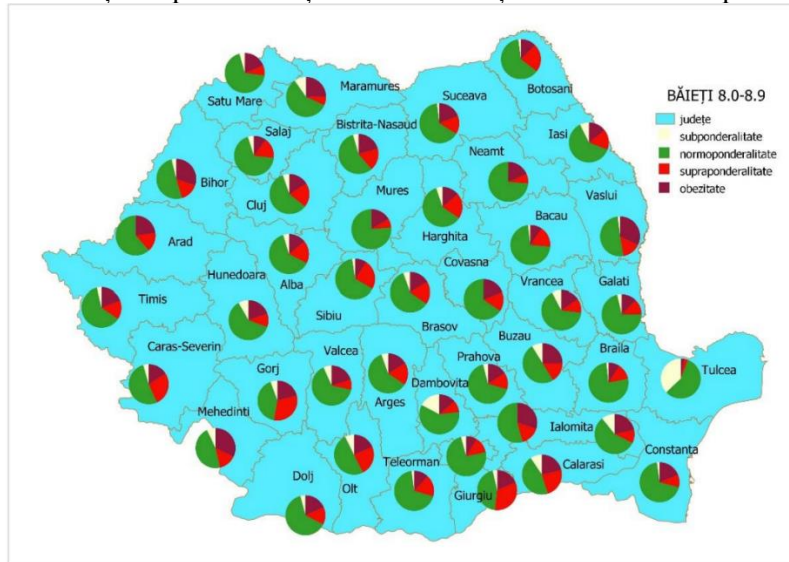 BĂIEȚI 8.0-8.9
județe
subponderalitate
normoponderalitate
supraponderalitate
obezitate
Satu Mare
Maramures
Suceava
Botosani
Salaj
Bistrita-Nasaud
Iasi
Neamt
Bihor
Cluj
Mures
Vaslui
Harghita
Bacau
Arad
Hunedoara
Alba
Covasna
Vrancea
Galati
Timis
Sibiu
Brasov
Buzau
Caras-Severin
Valcea
Prahova
Braila
Tulcea
Gorj
Arges
Dambovita
Mehedinti
Ialomita
Constanta
Teleorman
Calarasi
Dolj
Olt
Giurgiu